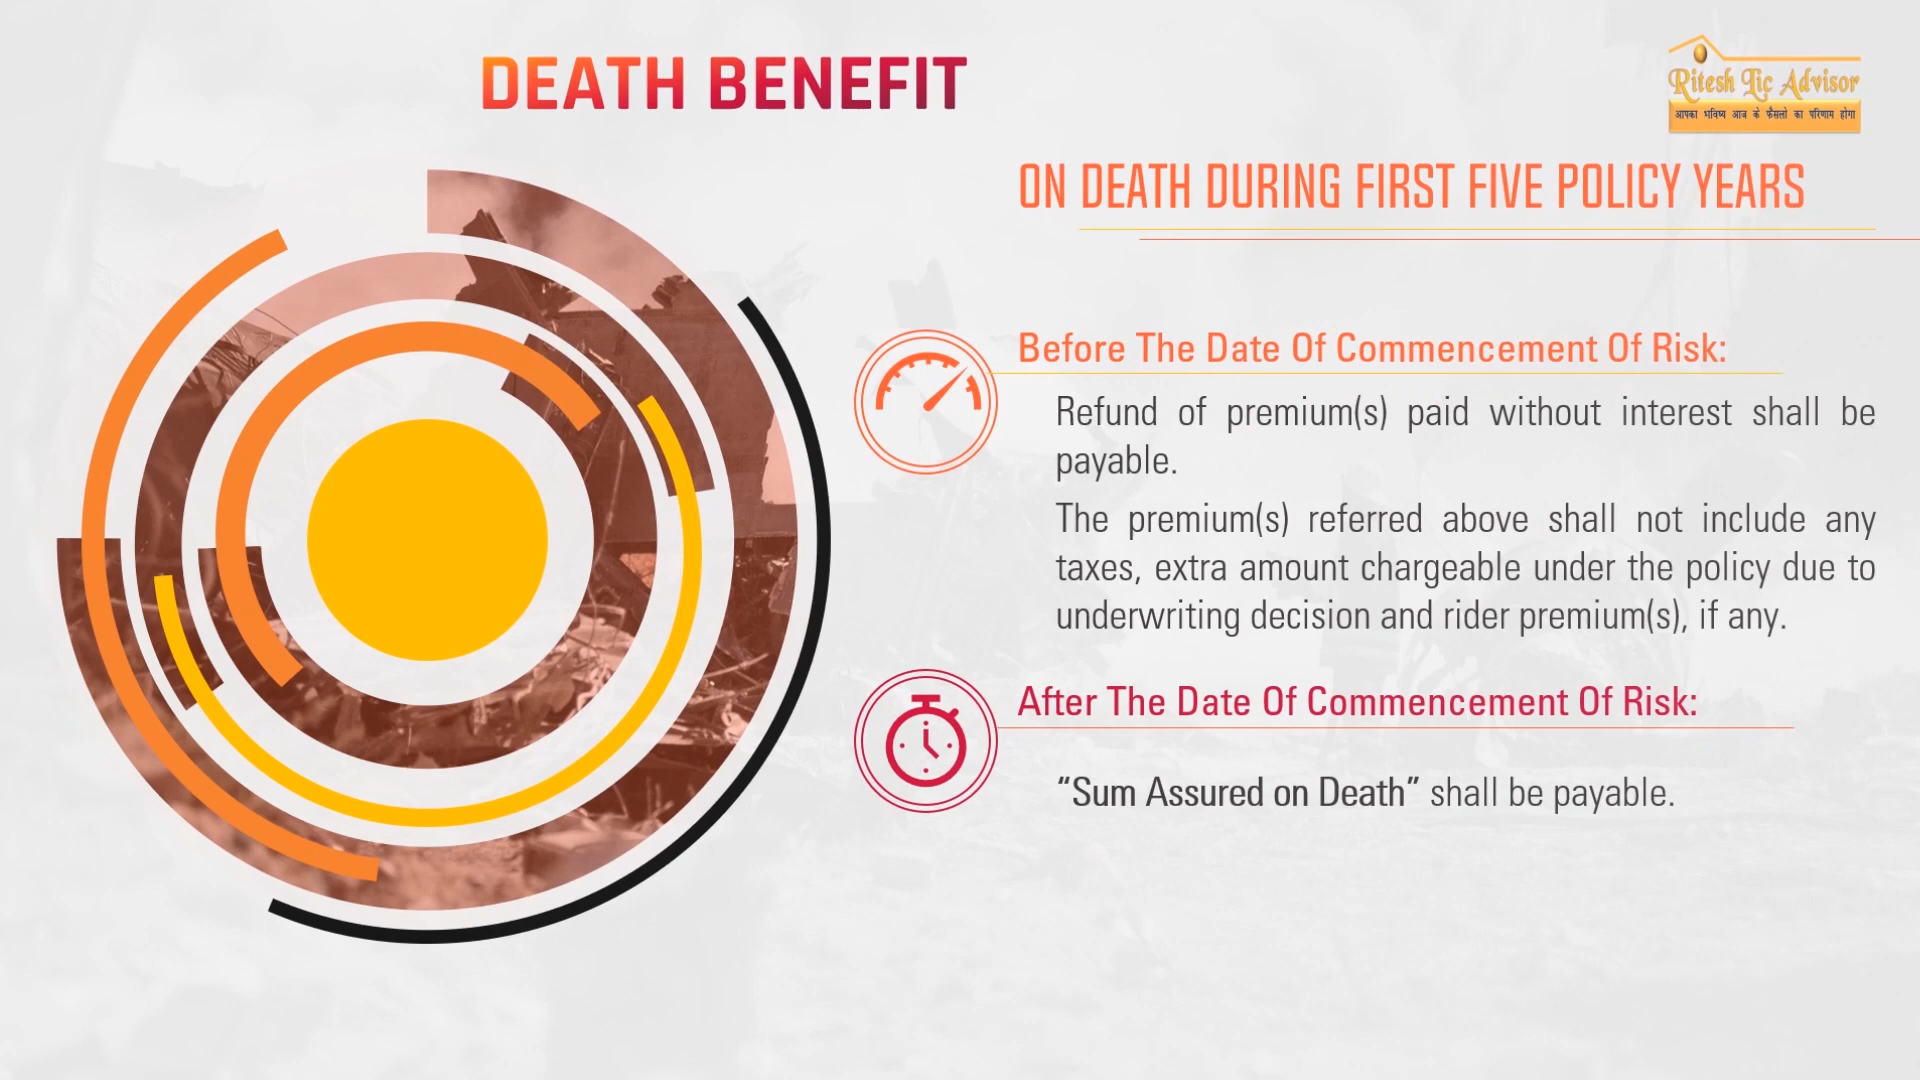 DEATH BENEFIT
Ritesh Lic Advisor
आपका भविष्य आज के फैसलो का परिणाम होगा
ON DEATH DURING FIRST FIVE POLICY YEARS
Before The Date Of Commencement Of Risk:
Refund of premium(s) paid without interest shall be
payable.
The premium(s) referred above shall not include any
taxes, extra amount chargeable under the policy due to
underwriting decision and rider premium(s), if any.
After The Date Of Commencement Of Risk:
“Sum Assured on Death” shall be payable.